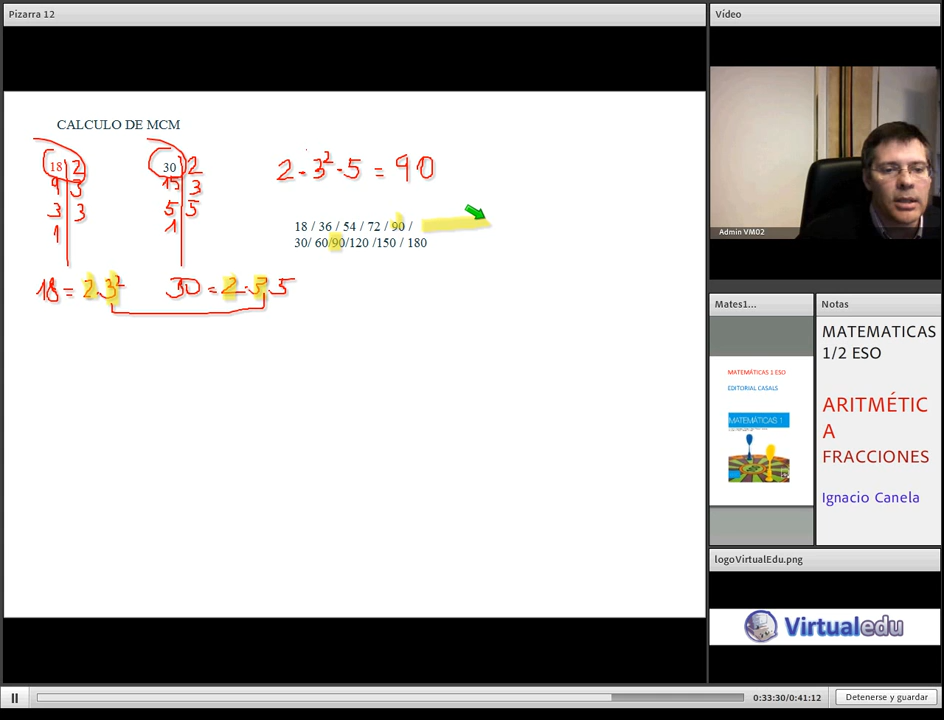 Pizarra 12
CALCULO DE MCM
18 2
9 3
3 3
1
30 2
15 3
5 5
1
2 · 3² · 5 = 90
18 / 36 / 54 / 72 / 90 /
30/ 60/90/120 /150 / 180
18 = 2·3²
30 = 2·3·5
Vídeo
Admin VM02
Mates1...
MATEMÁTICAS 1 ESO
EDITORIAL CASALS
MATEMÁTICAS 1
Notas
MATEMATICAS
1/2 ESO
ARITMÉTIC
A
FRACCIONES
Ignacio Canela
logoVirtualEdu.png
Virtualedu
0:33:30/0:41:12
Detenerse y guardar